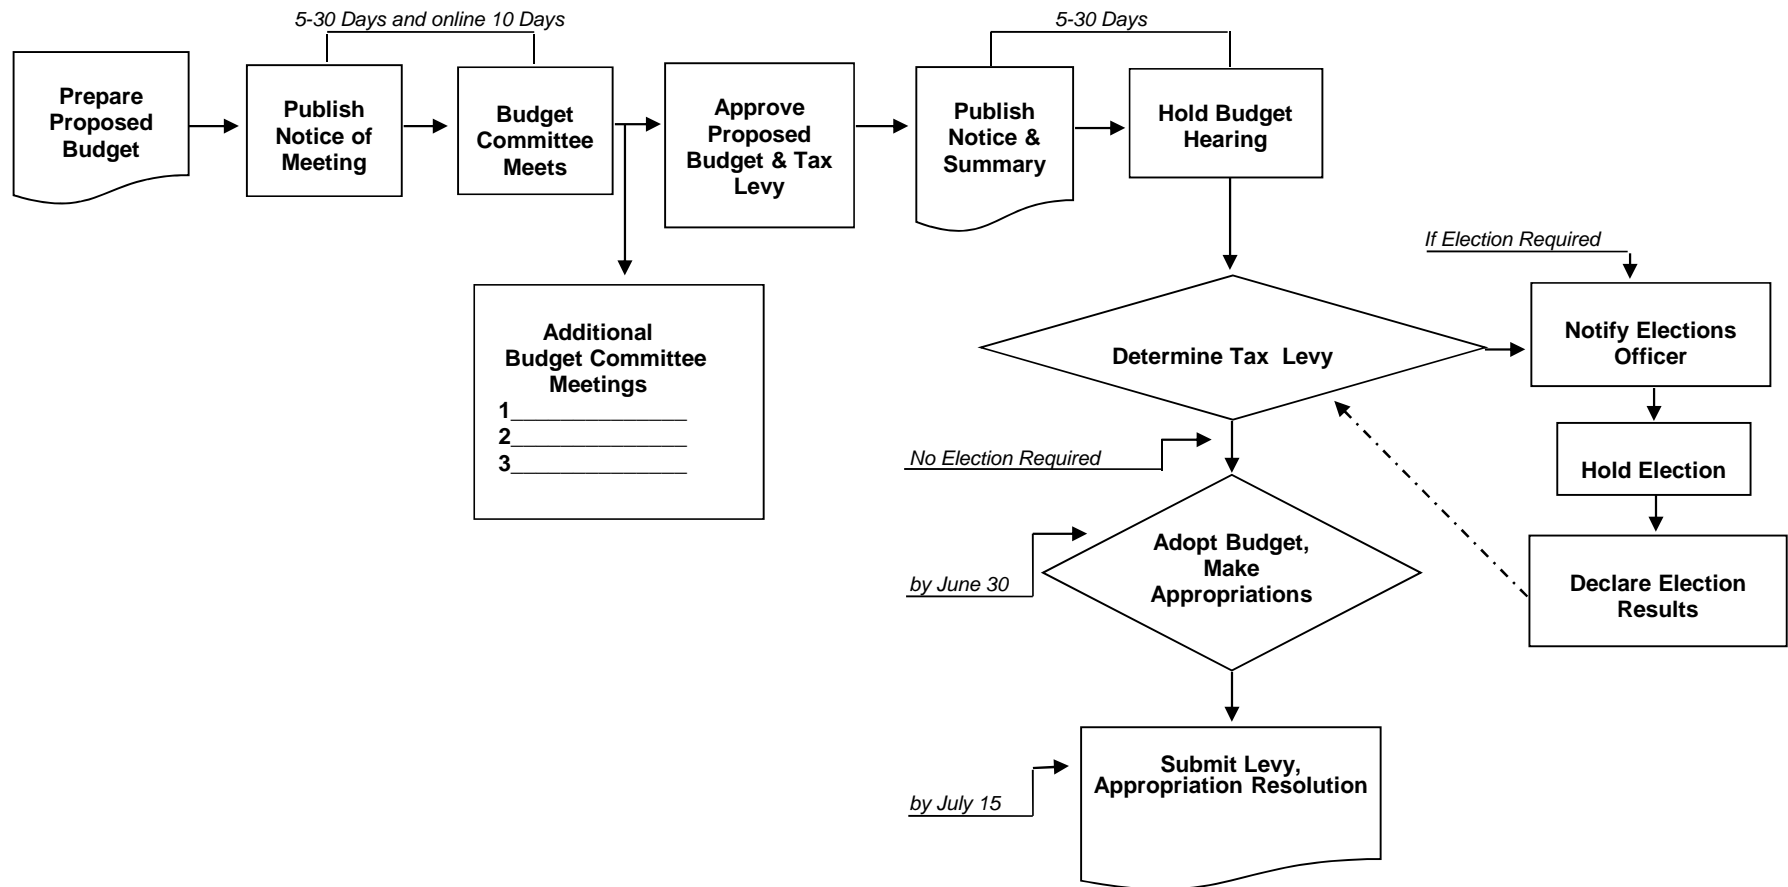 5-30 Days and online 10 Days
5-30 Days
Prepare
Proposed
Budget
Publish
Notice of
Meeting
Budget
Committee
Meets
Approve
Proposed
Budget & Tax
Levy
Publish
Notice &
Summary
Hold Budget
Hearing
Additional
Budget Committee
Meetings
1_______________
2_______________
3_______________
If Election Required
Determine Tax  Levy
Notify Elections
Officer
No Election Required
Hold Election
by June 30
Adopt Budget,
Make
Appropriations
Declare Election
Results
by July 15
Submit Levy,
Appropriation Resolution